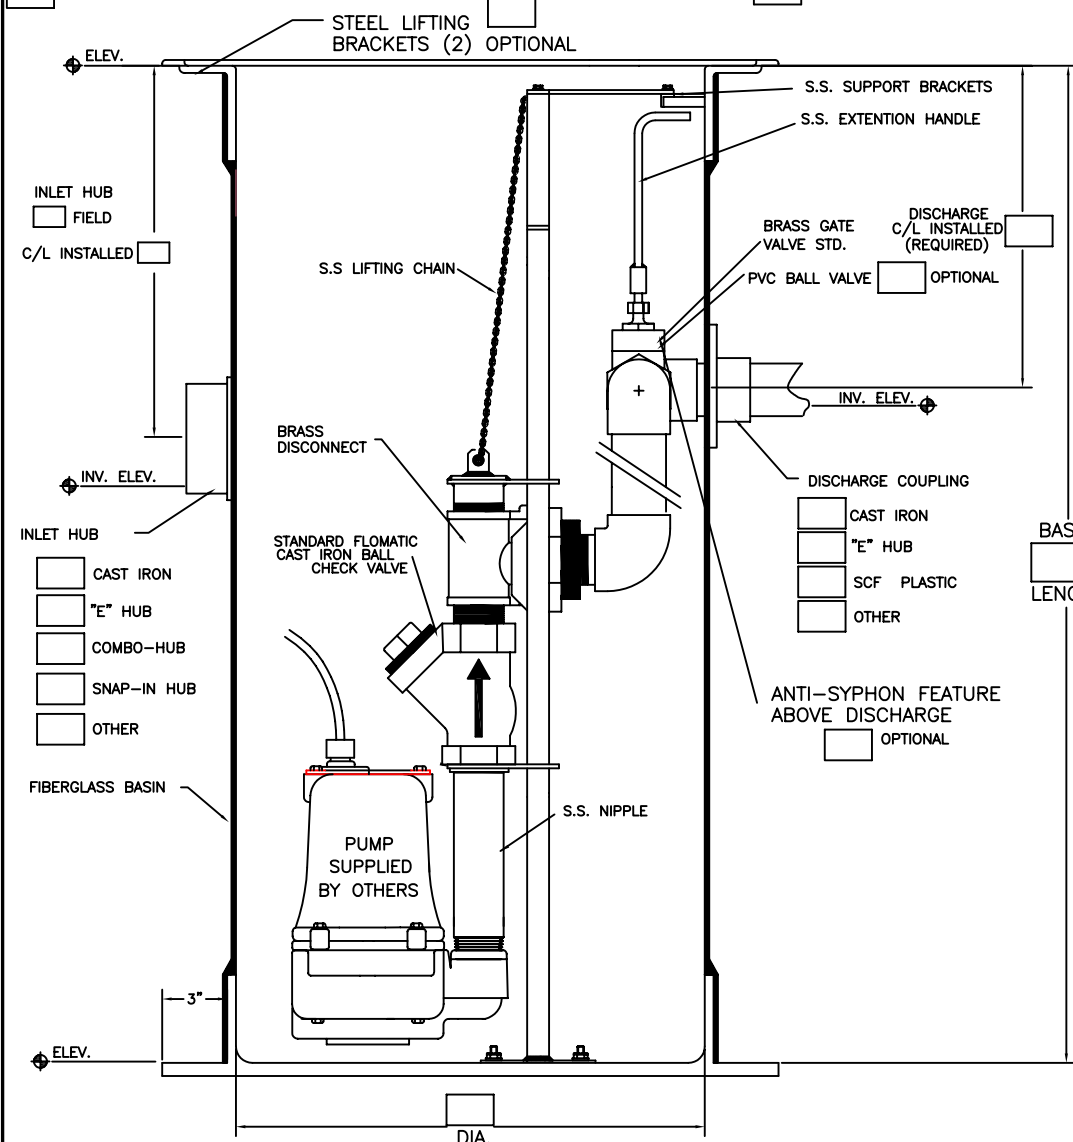 STEEL LIFTING
BRACKETS (2) OPTIONAL
ELEV.
S.S. SUPPORT BRACKETS
S.S. EXTENTION HANDLE
INLET HUB
FIELD
C/L INSTALLED
DISCHARGE
C/L INSTALLED
(REQUIRED)
BRASS GATE
VALVE STD.
PVC BALL VALVE
OPTIONAL
S.S LIFTING CHAIN
INV. ELEV.
BRASS
DISCONNECT
INV. ELEV.
DISCHARGE COUPLING
CAST IRON
"E" HUB
SCF PLASTIC
OTHER
INLET HUB
CAST IRON
"E" HUB
COMBO-HUB
SNAP-IN HUB
OTHER
STANDARD FLOMATIC
CAST IRON BALL
CHECK VALVE
BAS
LENG
ANTI-SYPHON FEATURE
ABOVE DISCHARGE
OPTIONAL
FIBERGLASS BASIN
S.S. NIPPLE
PUMP
SUPPLIED
BY OTHERS
3"
ELEV.
DIA